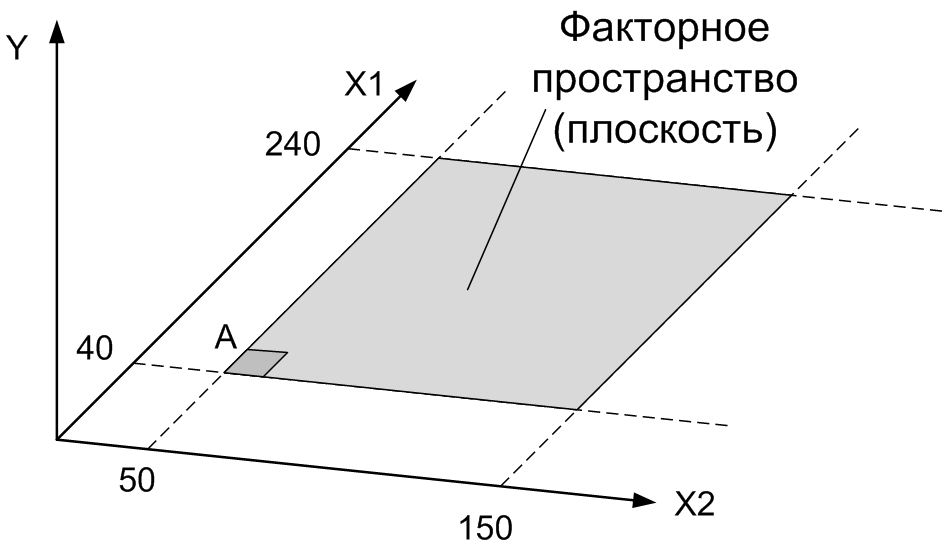 Факторное
пространство
(плоскость)
Y
X1
240
A
40
50
150
X2